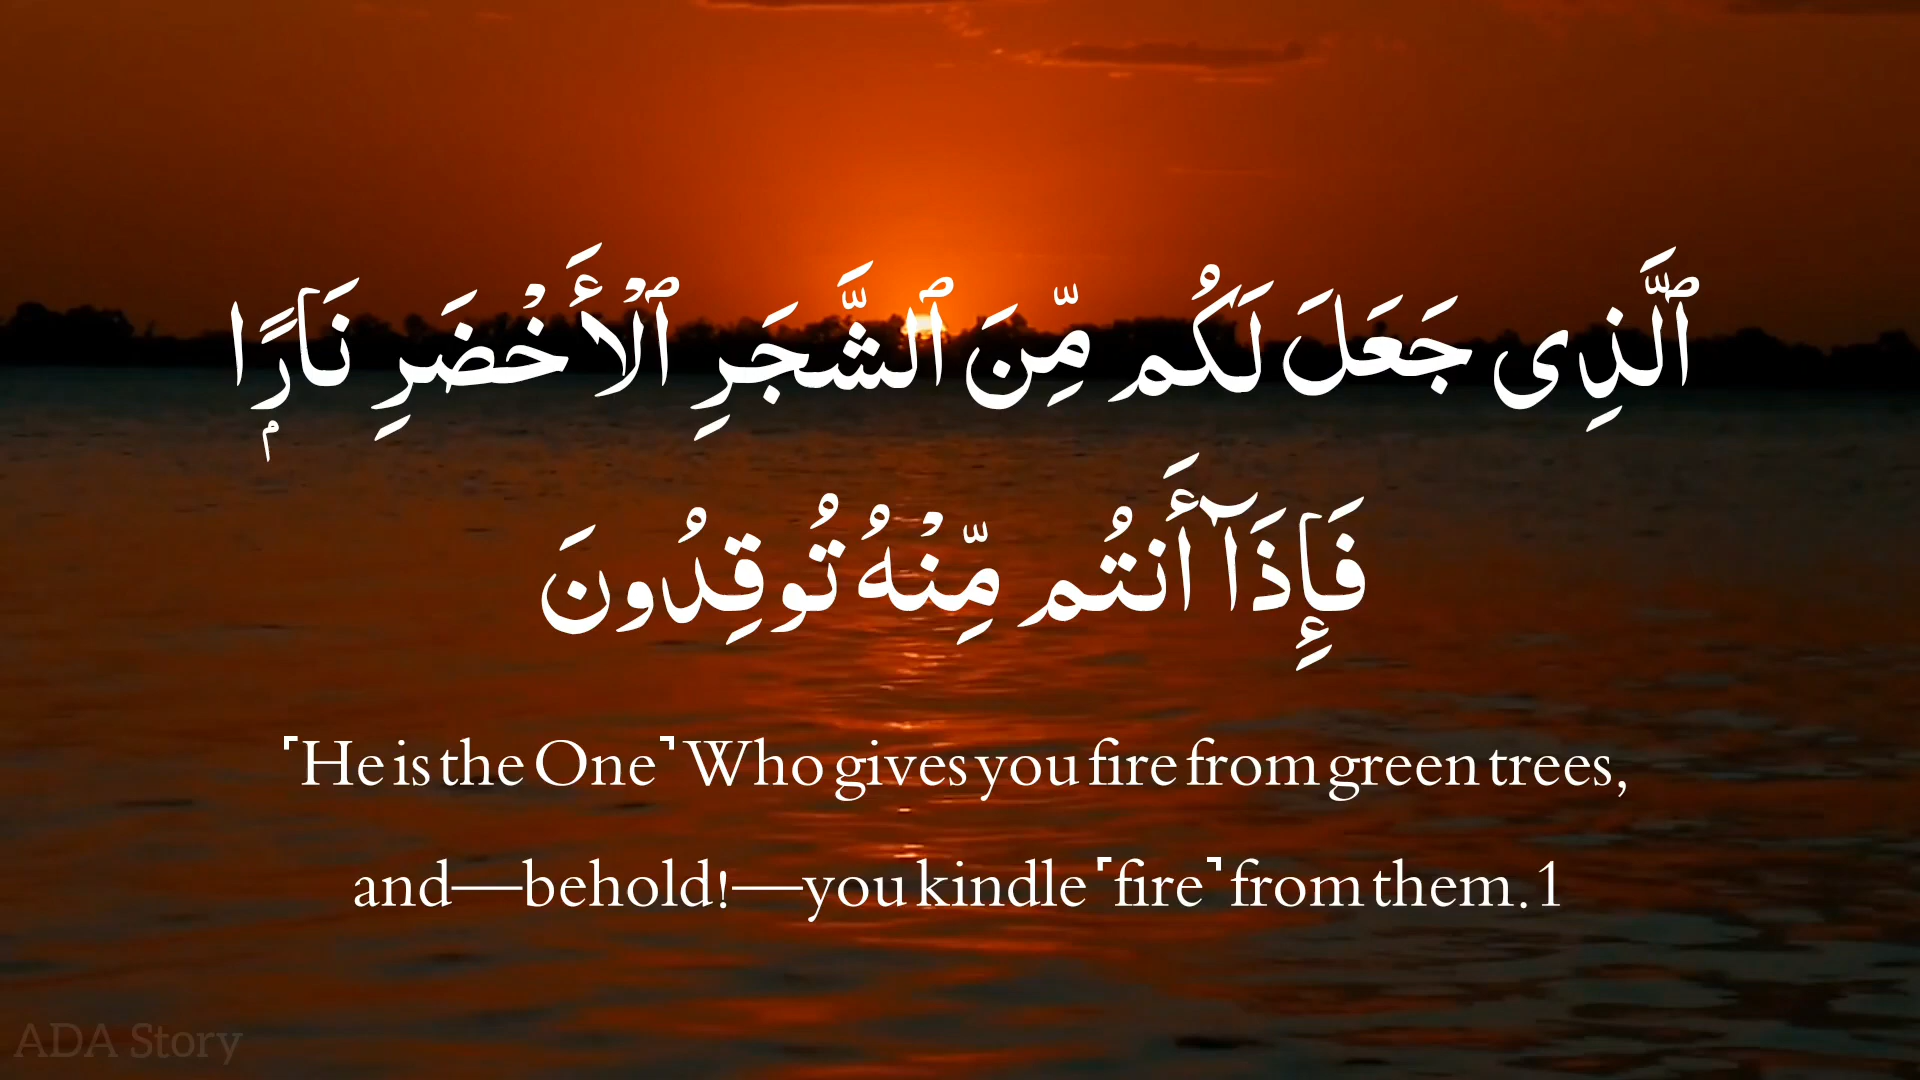 ٱلَّذِى جَعَلَ لَكُم مِّنَ ٱلشَّجَرِ ٱلْأَخْضَرِ نَارًۭا
فَإِذَآ أَنتُم مِّنْهُ تُوقِدُونَ
⸢He is the One⸣ Who gives you fire from green trees,
and—behold!—you kindle ⸢fire⸣ from them.1
ADA Story